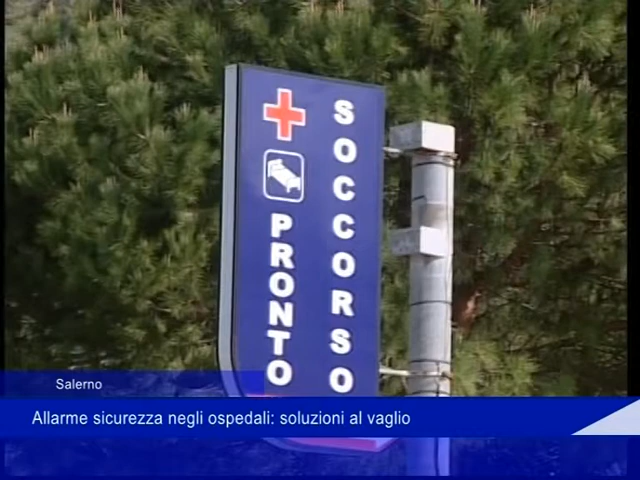 PRONTO
SOCCORSO
Salerno
Allarme sicurezza negli ospedali: soluzioni al vaglio